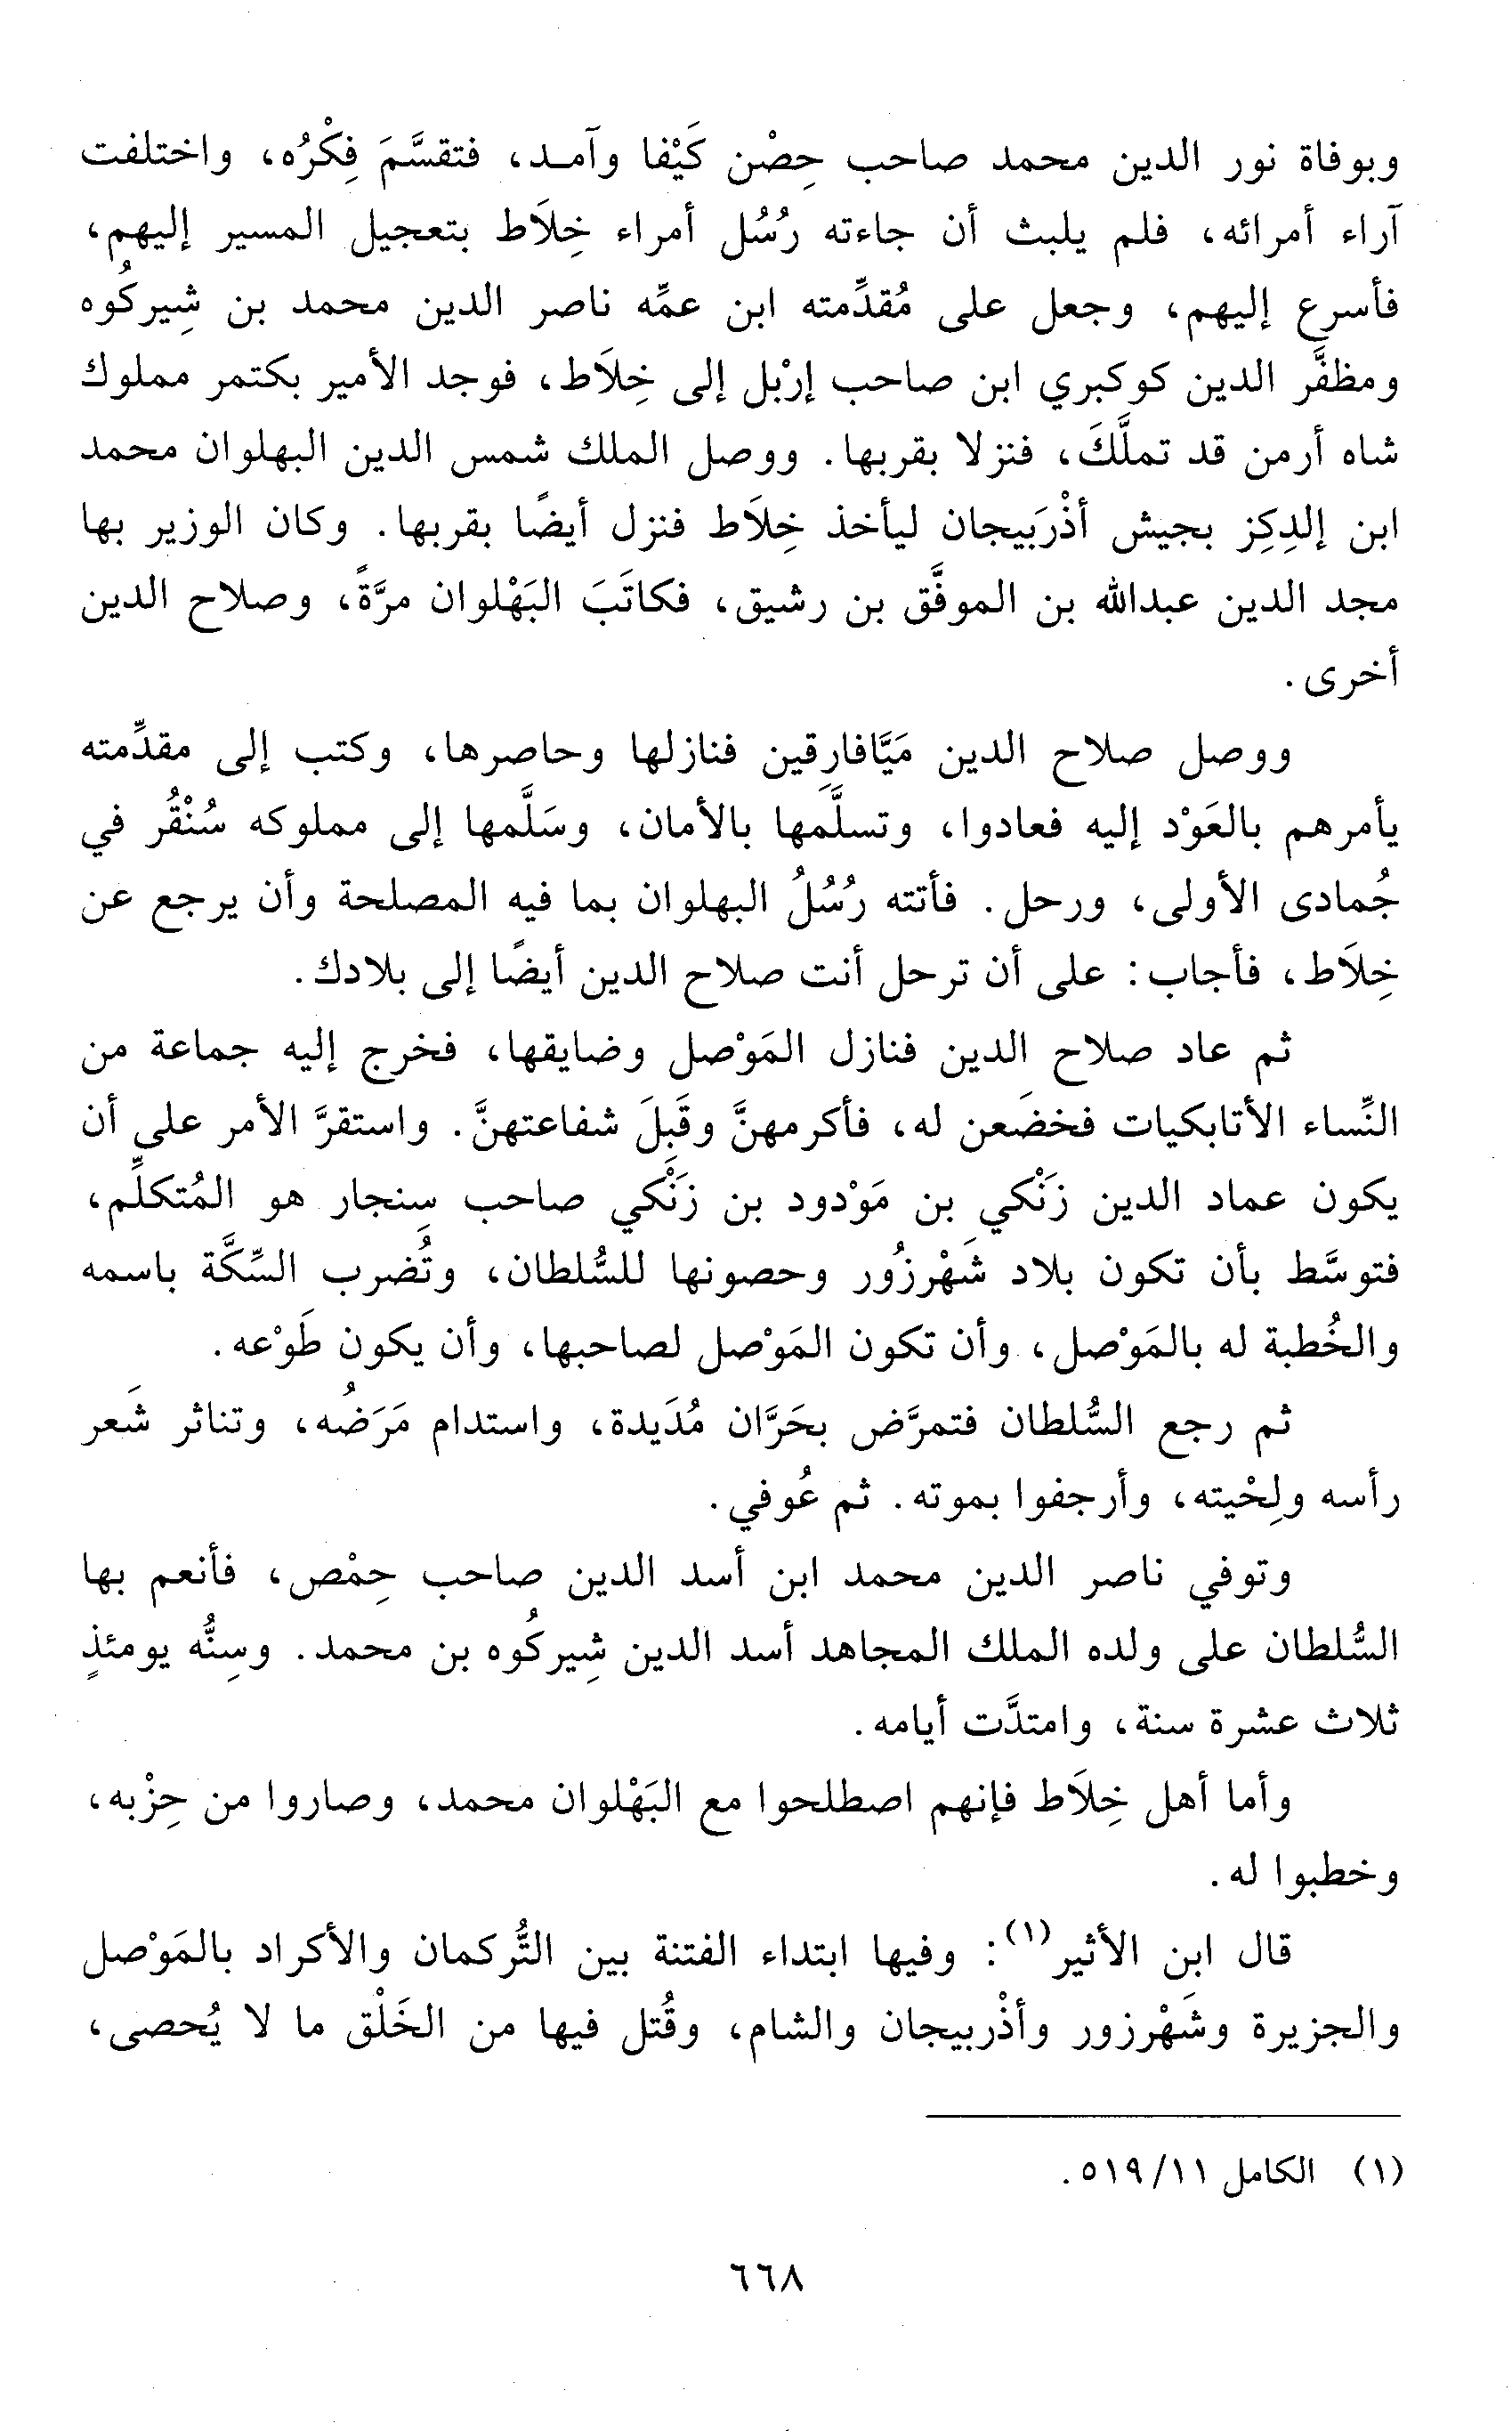 وبوفاة نور الدين محمد صاحب حِصْن كَيْفا وآمـد، فتقسَّمَ فِكْرُه، واختلفت
آراء أمرائه، فلم يلبث أن جاءته رُسُل أمراء خِلَاط بتعجيل المسير إليهم،
فأسرع إليهم، وجعل على مُقدِّمته ابن عمِّه ناصر الدين محمد بن شِيركُوه
ومظفَّر الدين كوكبري ابن صاحب إرْبل إلى خِلَاط، فوجد الأمير بكتمر مملوك
شاه أرمن قد تملَّكَ، فنزلا بقربها. ووصل الملك شمس الدين البهلوان محمد
ابن إلدِكِز بجيش أذْرَبيجان ليأخذ خِلَاط فنزل أيضًا بقربها. وكان الوزير بها
مجد الدين عبدالله بن الموفَّق بن رشيق، فكاتَبَ البَهْلوان مرَّةً، وصلاح الدين
أخرى.
ووصل صلاح الدين مَيَّافارِقين فنازلها وحاصرها، وكتب إلى مقدِّمته
يأمرهم بالعَوْد إليه فعادوا، وتسلَّمها بالأمان، وسَلَّمها إلى مملوكه سُنْقُر في
جُمادى الأولى، ورحل. فأتته رُسُلُ البهلوان بما فيه المصلحة وأن يرجع عن
خِلَاط، فأجاب: على أن ترحل أنت صلاح الدين أيضًا إلى بلادك.
ثم عاد صلاح الدين فنازل المَوْصل وضايقها، فخرج إليه جماعة من
النِّساء الأتابكيات فخضَعن له، فأكرمهنَّ وقَبِلَ شفاعتهنَّ. واستقرَّ الأمر على أن
يكون عماد الدين زَنْكي بن مَوْدود بن زَنْكي صاحب سِنجار هو المُتكلِّم،
فتوسَّط بأن تكون بلاد شَهْرزُور وحصونها للسُّلطان، وتُضرب السِّكَّة باسمه
والخُطبة له بالمَوْصل، وأن تكون المَوْصل لصاحبها، وأن يكون طَوْعه.
ثم رجع السُّلطان فتمرَّض بحَرَّان مُدَيدة، واستدام مَرَضُه، وتناثر شَعر
رأسه ولِحْيته، وأرجفوا بموته. ثم عُوفي.
وتوفي ناصر الدين محمد ابن أسد الدين صاحب حِمْص، فأنعم بها
السُّلطان على ولده الملك المجاهد أسد الدين شِيركُوه بن محمد. وسِنُّه يومئذٍ
ثلاث عشرة سنة، وامتدَّت أيامه.
وأما أهل خِلَاط فإنهم اصطلحوا مع البَهْلوان محمد، وصاروا من حِزْبه،
وخطبوا له.
قال ابن الأثير(١): وفيها ابتداء الفتنة بين التُّركمان والأكراد بالمَوْصل
والجزيرة وشَهْرزور وأذْربيجان والشام، وقُتل فيها من الخَلْق ما لا يُحصى،
(١) الكامل ١١/ ٥١٩.
٦٦٨